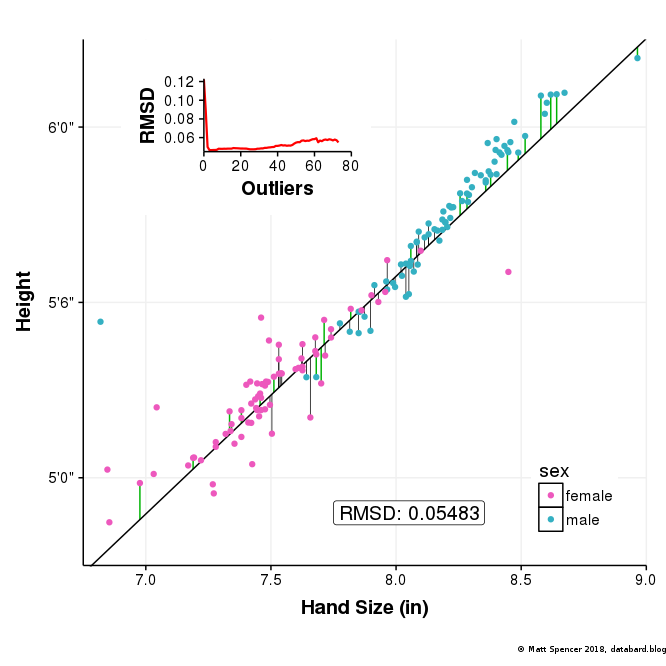 RMSD
0.12
0.10
0.08
0.06
0 20 40 60 80
Outliers
Height
6'0"
5'6"
5'0"
sex
female
male
RMSD: 0.05483
7.0 7.5 8.0 8.5 9.0
Hand Size (in)
© Matt Spencer 2018, databard.blog